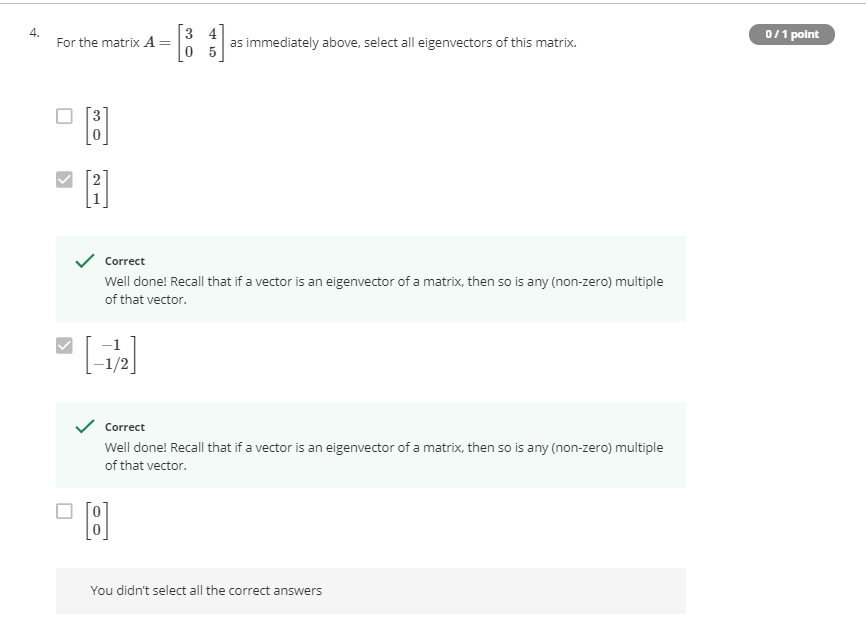 4.
For the matrix A = [3 4
0 5] as immediately above, select all eigenvectors of this matrix.
0 / 1 point
[3
0]
[2
1]
Correct
Well done! Recall that if a vector is an eigenvector of a matrix, then so is any (non-zero) multiple
of that vector.
[−1
−1/2]
Correct
Well done! Recall that if a vector is an eigenvector of a matrix, then so is any (non-zero) multiple
of that vector.
[0
0]
You didn't select all the correct answers